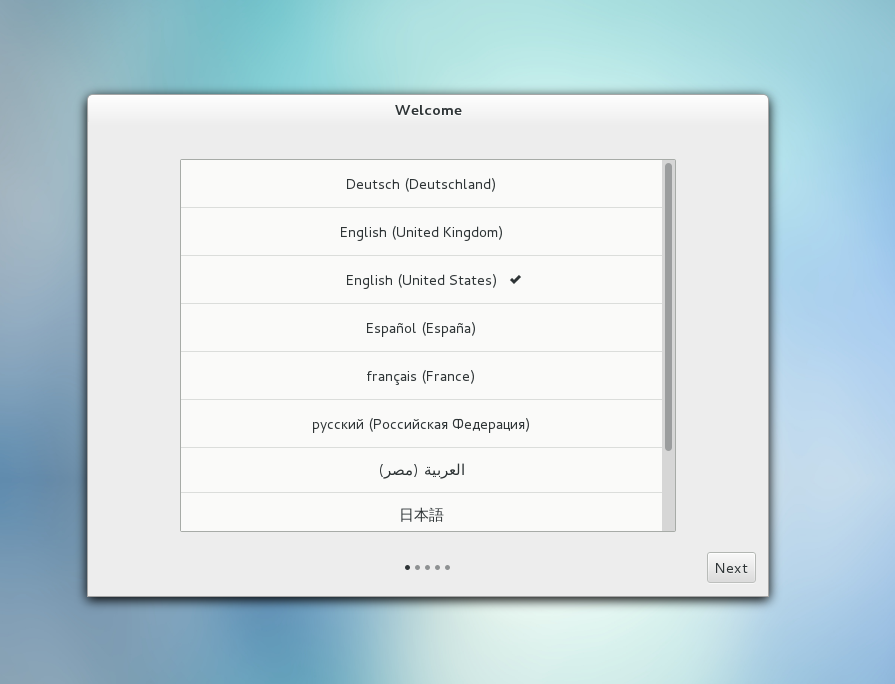 Welcome
Deutsch (Deutschland)
English (United Kingdom)
English (United States)
Español (España)
français (France)
русский (Российская Федерация)
العربية (مصر)
日本語
Next